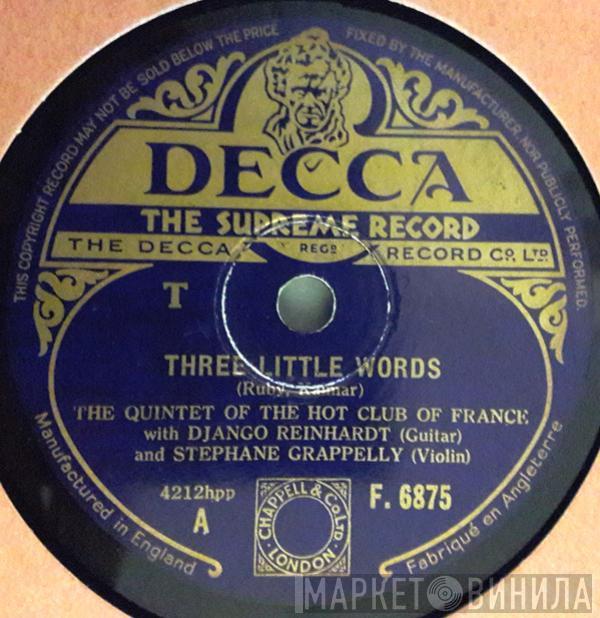 THIS COPYRIGHT RECORD MAY NOT BE SOLD BELOW THE PRICE
FIXED BY THE MANUFACTURER, NOR PUBLICLY PERFORMED.
DECCA
THE SUPREME RECORD
THE DECCA REGD RECORD CO. LTD.
T
THREE LITTLE WORDS
(Ruby, Kalmar)
THE QUINTET OF THE HOT CLUB OF FRANCE
with DJANGO REINHARDT (Guitar)
and STEPHANE GRAPPELLY (Violin)
4212hpp
A
CHAPPELL & Co LTD.
LONDON
F. 6875
Manufactured in England
Fabriqué en Angleterre
МАРКЕТ ВИНИЛА